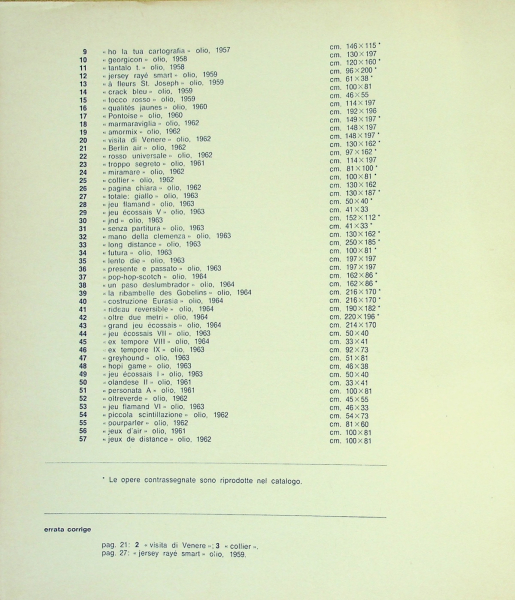 9 « ho la tua cartografia » olio, 1957 cm. 146×115 *
10 « georgicon » olio, 1958 cm. 130×197
11 « tantalo t. » olio, 1958 cm. 120×160 *
12 « jersey rayé smart » olio, 1959 cm. 96×200 *
13 « à fleurs St. Joseph » olio, 1959 cm. 61×38 *
14 « crack bleu » olio, 1959 cm. 100×81
15 « tocco rosso » olio, 1959 cm. 46×55
16 « qualités jaunes » olio, 1960 cm. 114×197
17 « Pontoise » olio, 1960 cm. 192×196
18 « marmaraviglia » olio, 1962 cm. 149×197 *
19 « amormix » olio, 1962 cm. 148×197
20 « visita di Venere » olio, 1962 cm. 148×197 *
21 « Berlin air » olio, 1962 cm. 130×162 *
22 « rosso universale » olio, 1962 cm. 97×162 *
23 « troppo segreto » olio, 1961 cm. 114×197
24 « miramare » olio, 1962 cm. 81×100 *
25 « collier » olio, 1962 cm. 100×81 *
26 « pagina chiara » olio, 1962 cm. 130×162
27 « totale: giallo » olio, 1963 cm. 130×187 *
28 « jeu flamand » olio, 1963 cm. 50×40 *
29 « jeu écossais V » olio, 1963 cm. 41×33
30 « jnd » olio, 1963 cm. 152×112 *
31 « senza partitura » olio, 1963 cm. 41×33 *
32 « mano della clemenza » olio, 1963 cm. 130×162 *
33 « long distance » olio, 1963 cm. 250×185 *
34 « futura » olio, 1963 cm. 100×81 *
35 « lento die » olio, 1963 cm. 197×197
36 « presente e passato » olio, 1963 cm. 197×197
37 « pop-hop-scotch » olio, 1964 cm. 162×86 *
38 « un paso deslumbrador » olio, 1964 cm. 162×86 *
39 « la ribambelle des Gobelins » olio, 1964 cm. 216×170 *
40 « costruzione Eurasia » olio, 1964 cm. 216×170 *
41 « rideau reversible » olio, 1964 cm. 190×182 *
42 « oltre due metri » olio, 1964 cm. 220×196 *
43 « grand jeu écossais » olio, 1964 cm. 214×170
44 « jeu écossais VII » olio, 1963 cm. 50×40
45 « ex tempore VIII » olio, 1964 cm. 33×41
46 « ex tempore IX » olio, 1963 cm. 92×73
47 « greyhound » olio, 1963 cm. 51×81
48 « hopi game » olio, 1963 cm. 46×38
49 « jeu écossais I » olio, 1963 cm. 50×40
50 « olandese II » olio, 1961 cm. 33×41
51 « personata A » olio, 1961 cm. 100×81
52 « oltreverde » olio, 1962 cm. 45×55
53 « jeu flamand VI » olio, 1963 cm. 46×33
54 « piccola scintillazione » olio, 1962 cm. 54×73
55 « pourparler » olio, 1962 cm. 81×60
56 « jeux d'air » olio, 1961 cm. 100×81
57 « jeux de distance » olio, 1962 cm. 100×81
* Le opere contrassegnate sono riprodotte nel catalogo.
errata corrige
pag. 21: 2 « visita di Venere »; 3 « collier ».
pag. 27: « jersey rayé smart » olio, 1959.